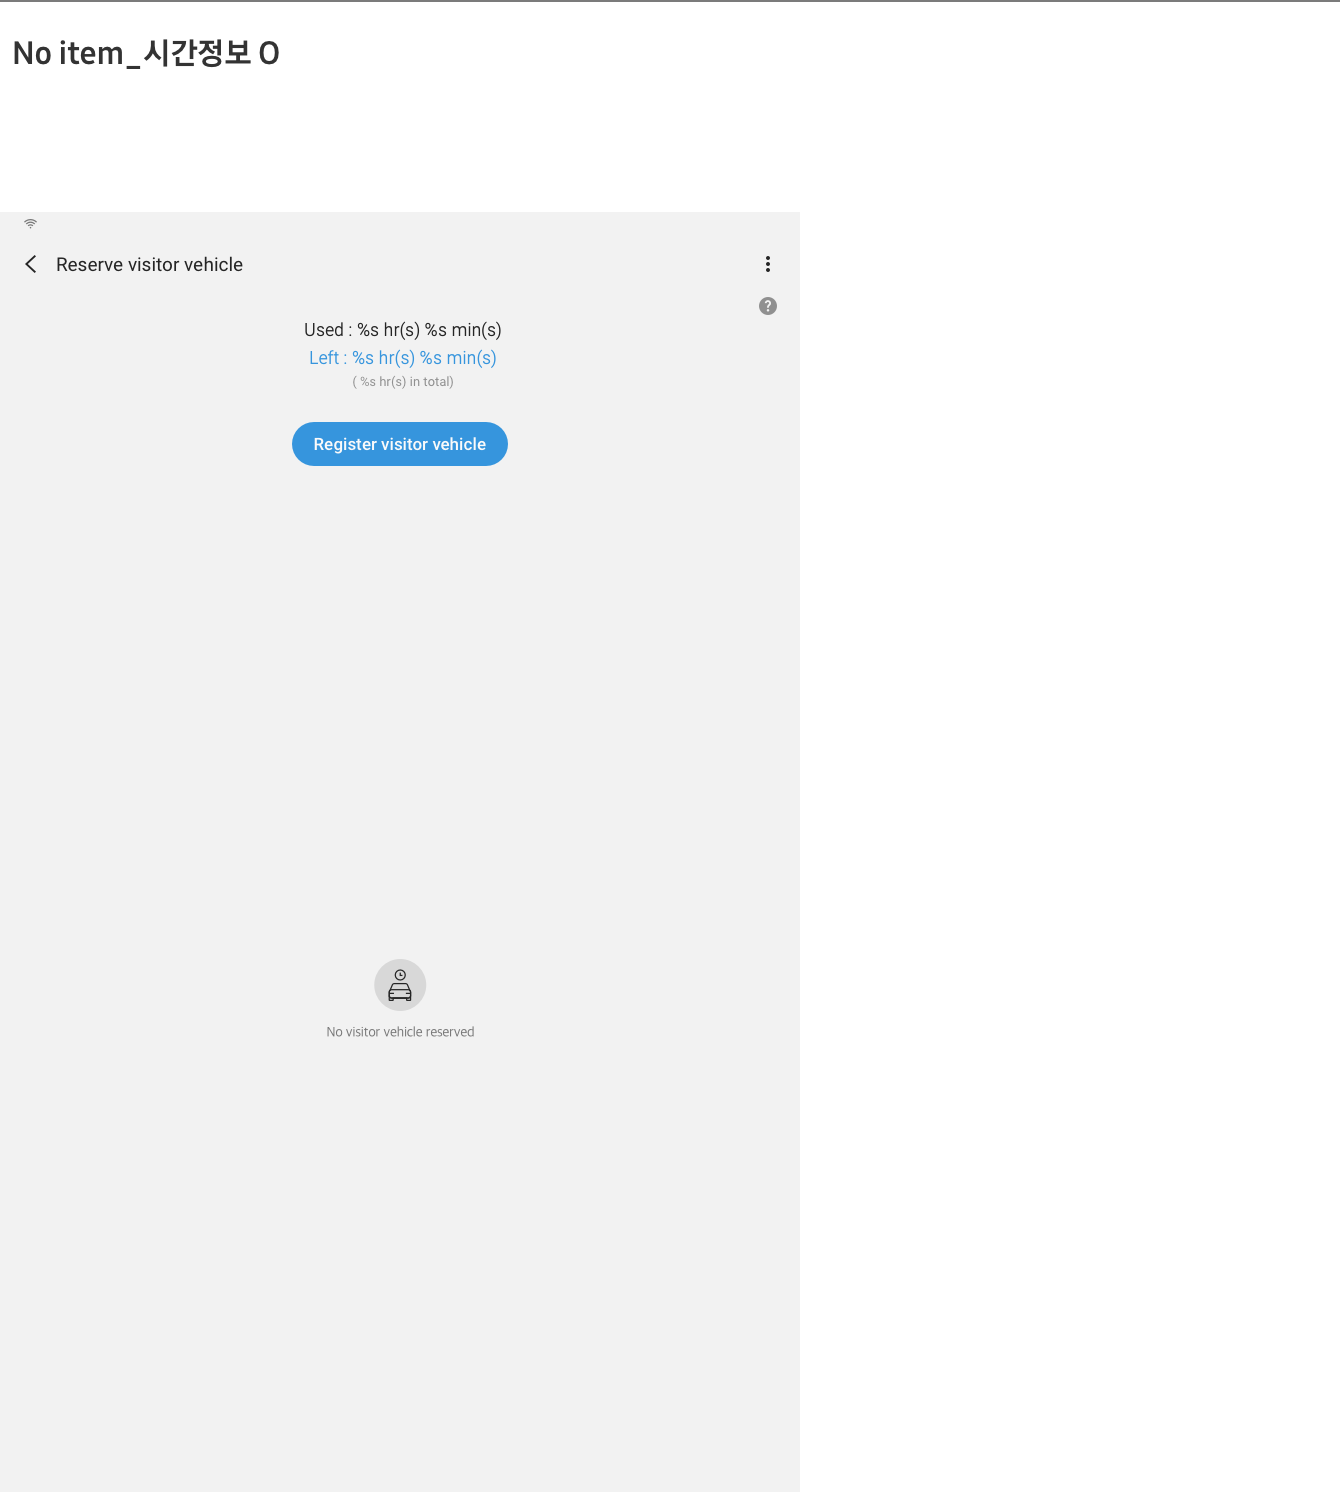 No item_시간정보 O
Reserve visitor vehicle
?
Used : %s hr(s) %s min(s)
Left : %s hr(s) %s min(s)
( %s hr(s) in total)
Register visitor vehicle
No visitor vehicle reserved